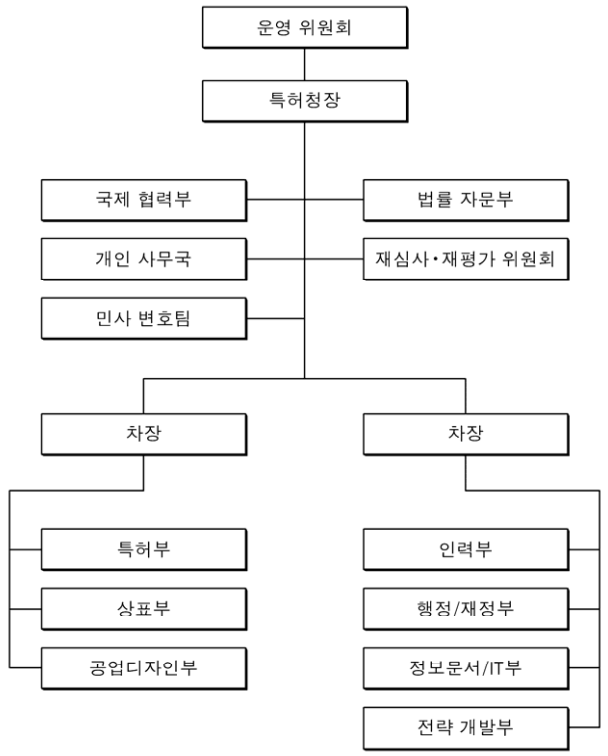 운영 위원회
특허청장
국제 협력부
법률 자문부
개인 사무국
재심사·재평가 위원회
민사 변호팀
차장
차장
특허부
인력부
상표부
행정/재정부
공업디자인부
정보문서/IT부
전략 개발부